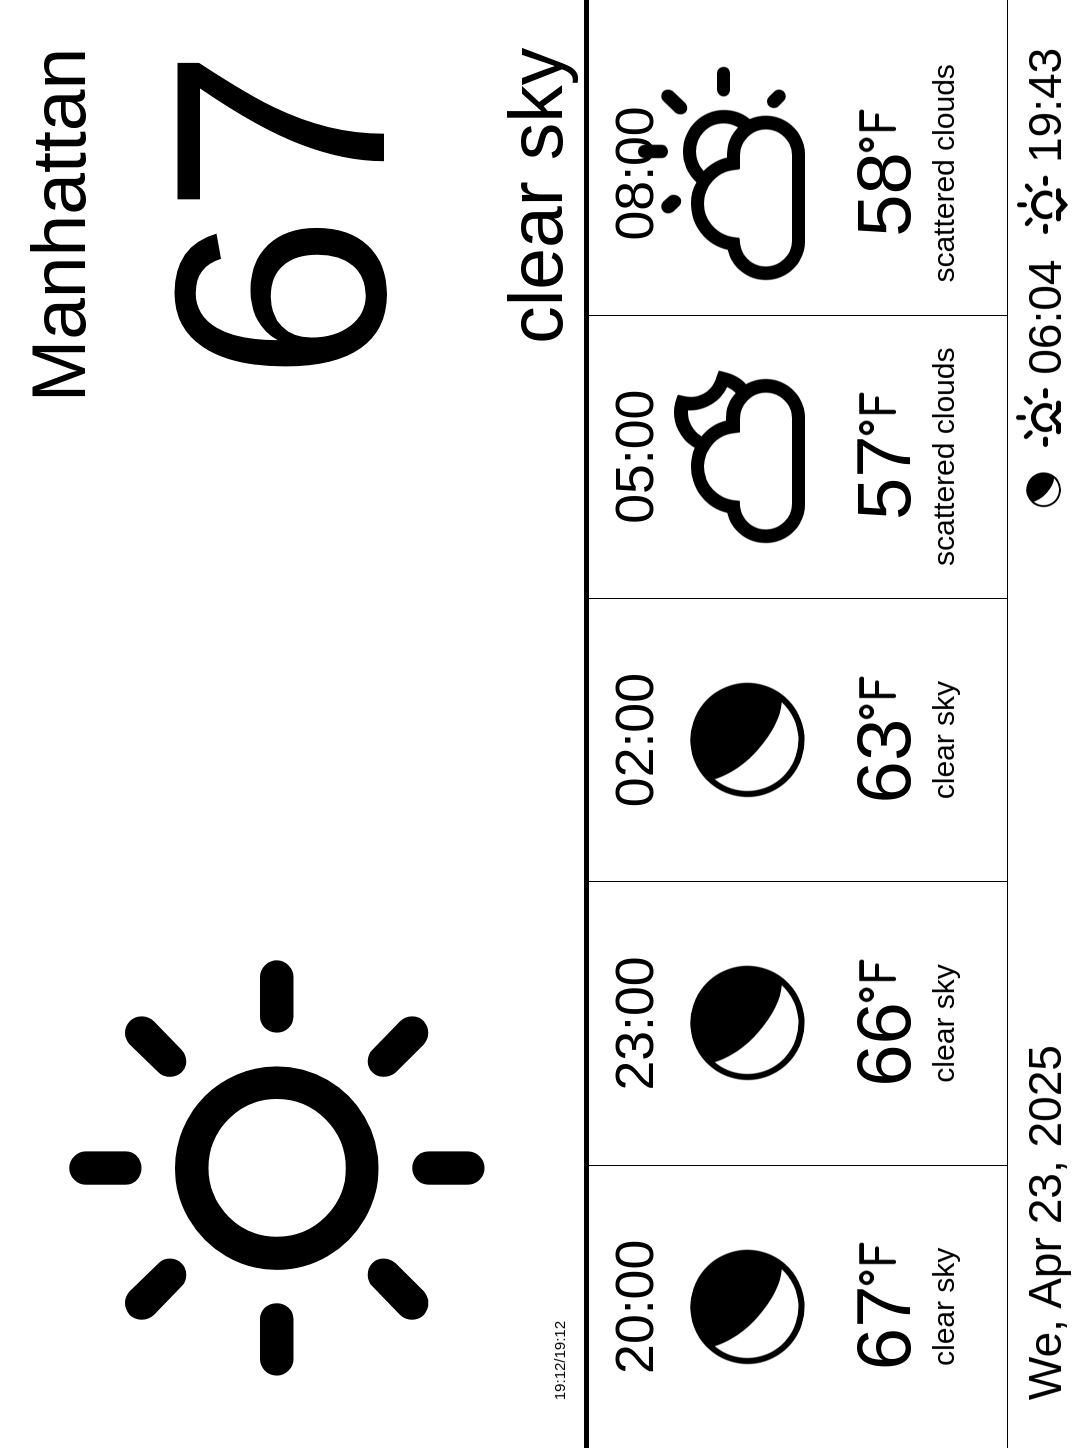 Manhattan
67
clear sky
19:12/19:12
20:00
67°F
clear sky
23:00
66°F
clear sky
02:00
63°F
clear sky
05:00
57°F
scattered clouds
08:00
58°F
scattered clouds
We, Apr 23, 2025
06:04
19:43